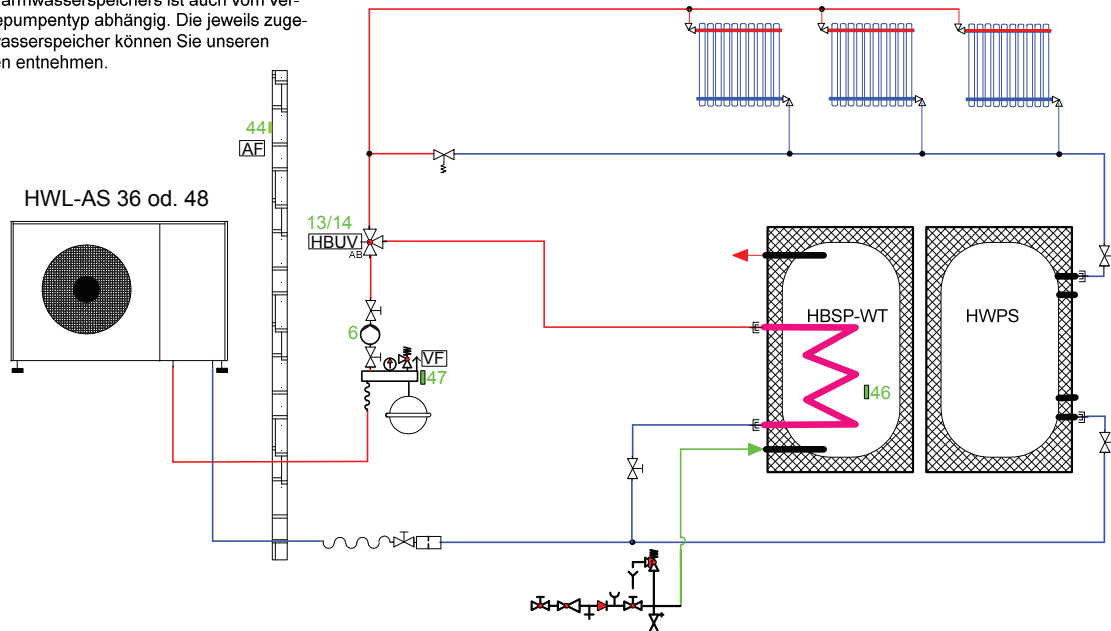 armwasserspeichers ist auch vom ver-
epumpentyp abhängig. Die jeweils zuge-
wasserspeicher können Sie unseren
en entnehmen.
44
AF
HWL-AS 36 od. 48
13/14
HBUV
AB
HBSP-WT
HWPS
6
VF
47
46